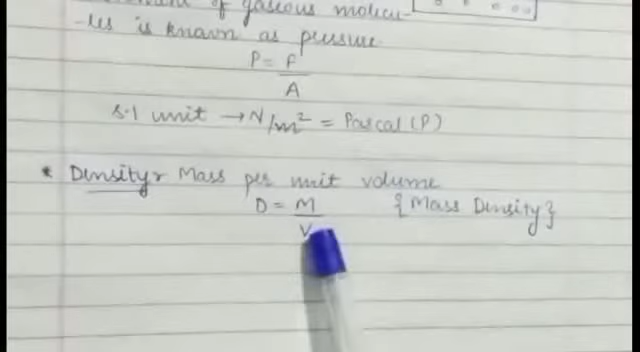 of gaseous molecu-
-les is known as pressure.
P = F
A
S.I unit → N/m² = Pascal (P)
* Density → Mass per unit volume
D = M {Mass Density}
V